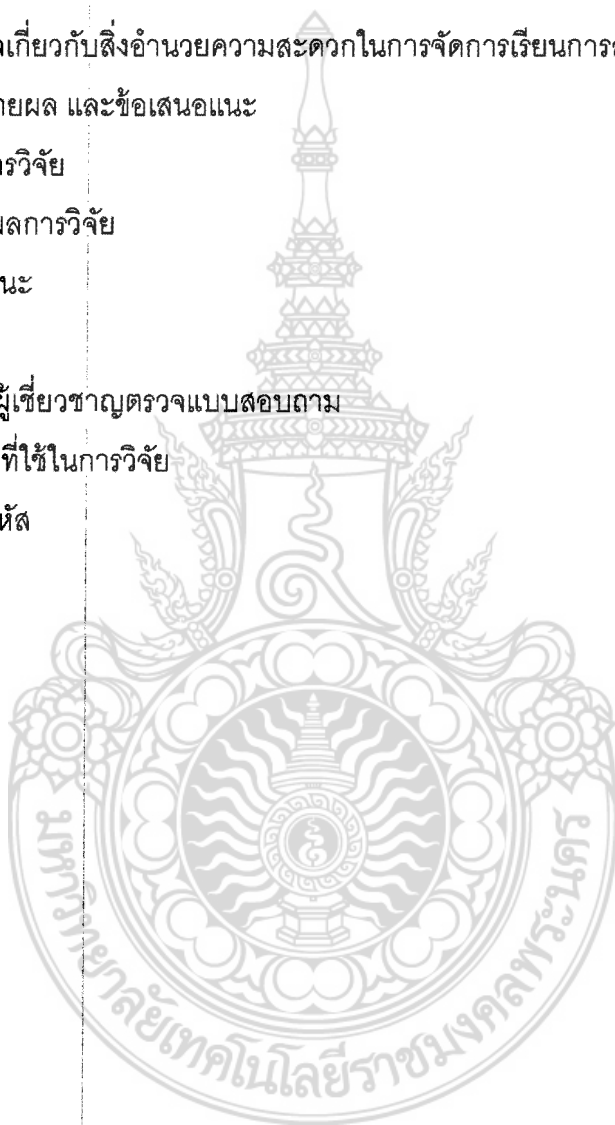 เกี่ยวกับสิ่งอำนวยความสะดวกในการจัดการเรียนการ
ายผล และข้อเสนอแนะ
ารวิจัย
ผลการวิจัย
นะ
ผู้เชี่ยวชาญตรวจแบบสอบถาม
ที่ใช้ในการวิจัย
หัส
มหาวิทยาลัยเทคโนโลยีราชมงคลพระนคร